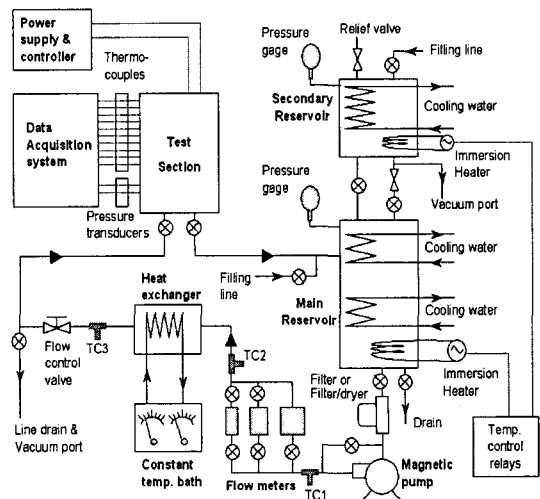 Power
supply &
controller
Thermo-
couples
Data
Acquisition
system
Test
Section
Pressure
transducers
Pressure
gage
Relief valve
Filling line
Secondary
Reservoir
Cooling water
Immersion
Heater
Vacuum port
Pressure
gage
Cooling water
Filling
line
Main
Reservoir
Cooling water
Heat
exchanger
Flow
control
valve
TC3
TC2
Line drain &
Vacuum port
Constant
temp. bath
Flow meters
TC1
Filter or
Filter/dryer
Drain
Immersion
Heater
Magnetic
pump
Temp.
control
relays